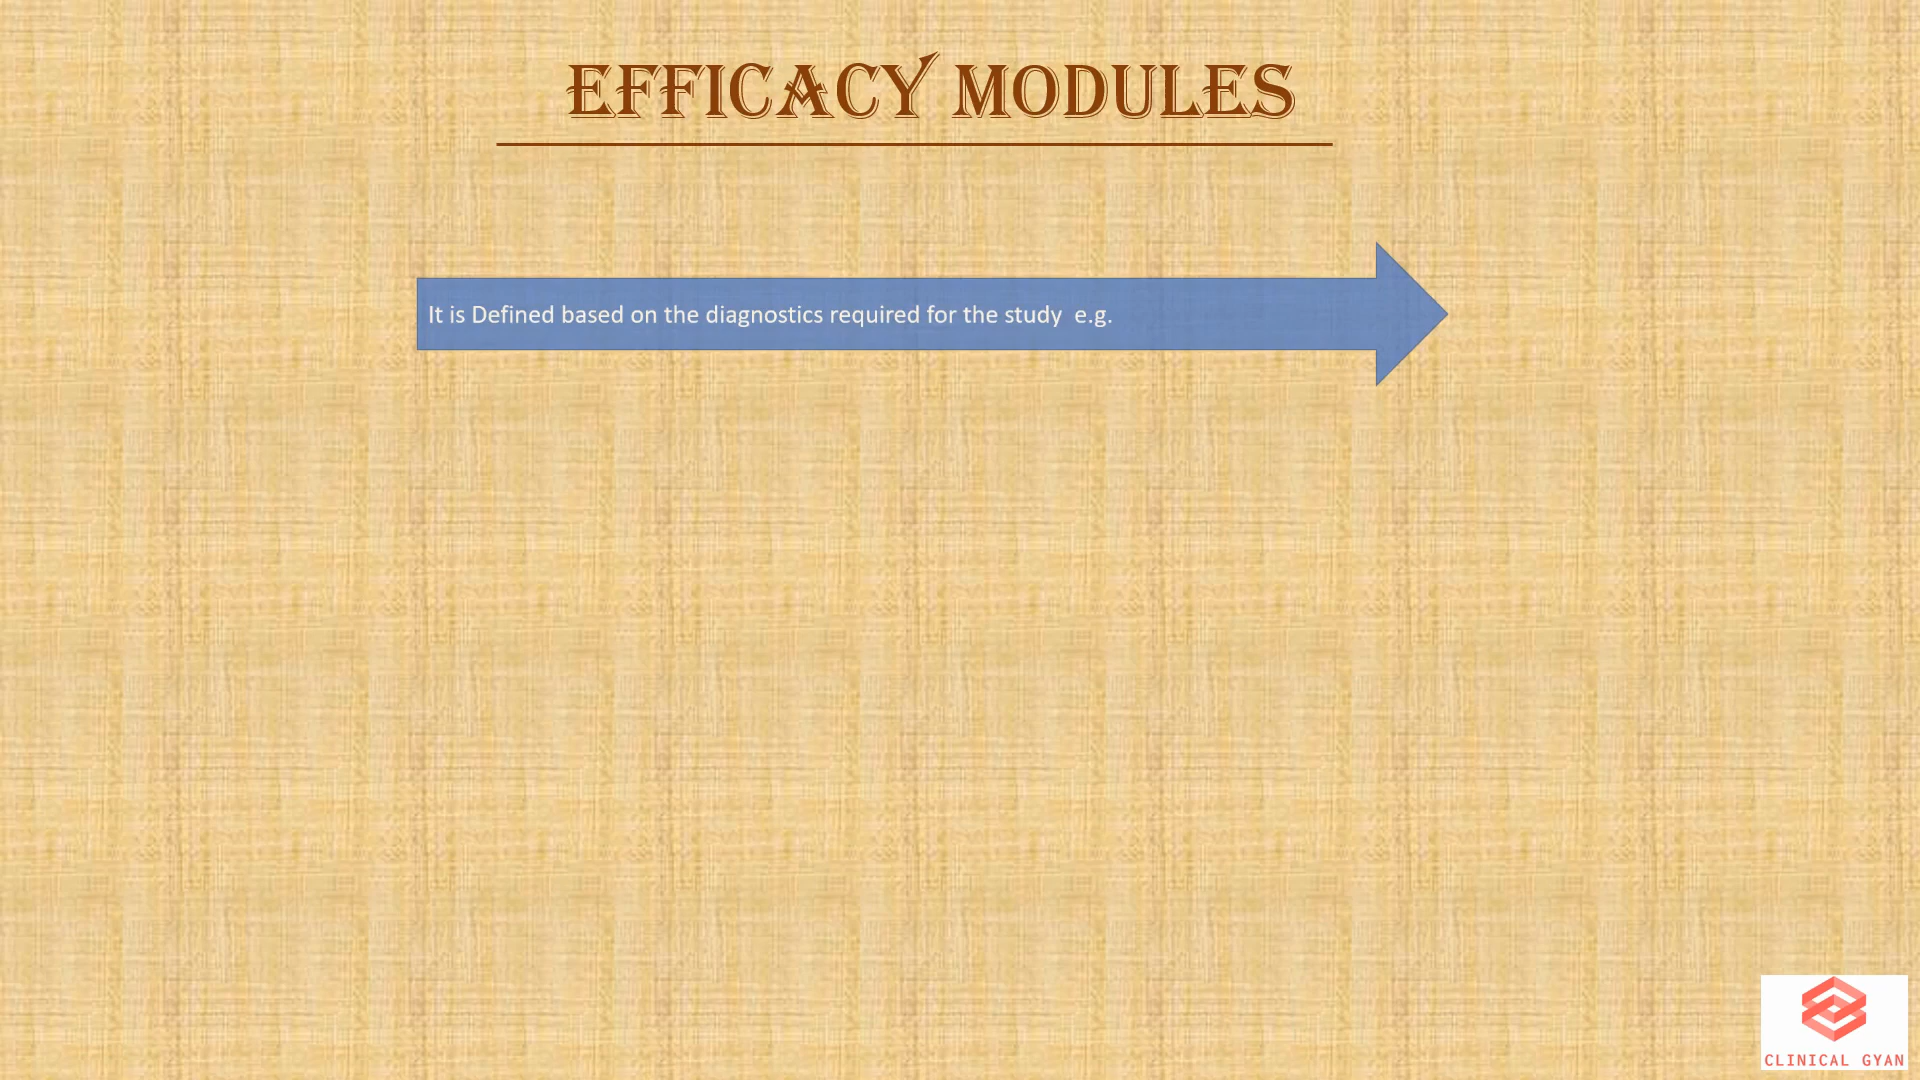 EFFICACY MODULES
It is Defined based on the diagnostics required for the study  e.g.
CLINICAL GYAN